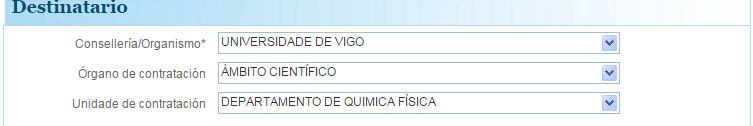 Destinatario
Consellería/Organismo* UNIVERSIDADE DE VIGO
Órgano de contratación ÁMBITO CIENTÍFICO
Unidade de contratación DEPARTAMENTO DE QUIMICA FÍSICA